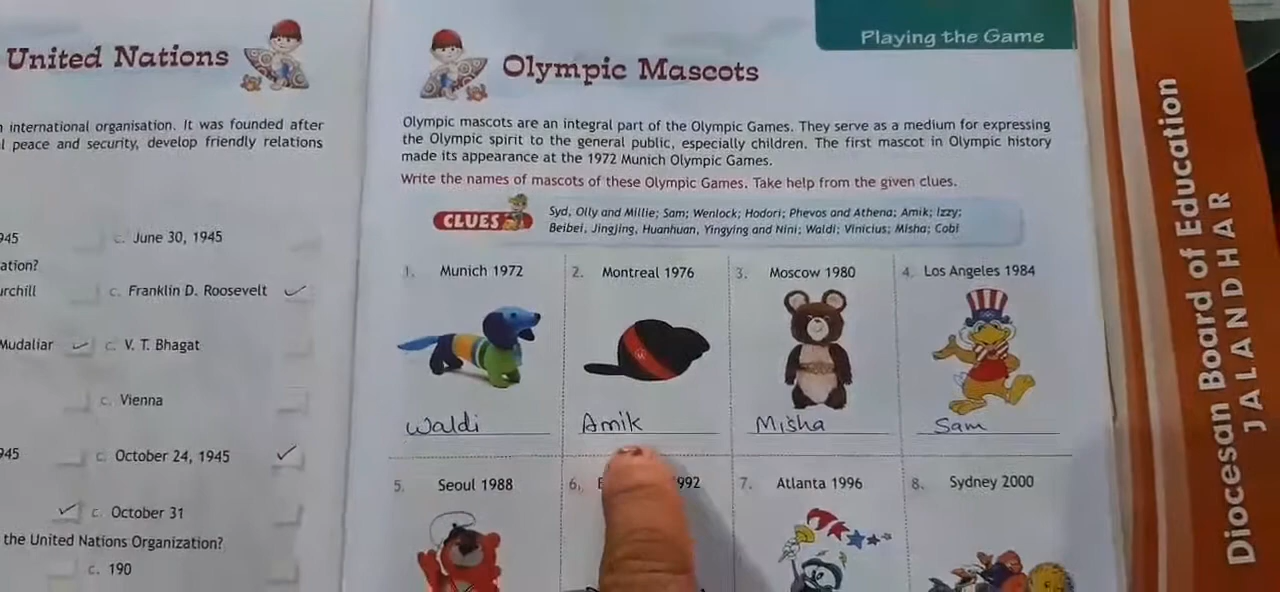 United Nations
n international organisation. It was founded after
l peace and security, develop friendly relations
945
c. June 30, 1945
ation?
urchill
c. Franklin D. Roosevelt
Mudaliar
c. V. T. Bhagat
c. Vienna
945
c. October 24, 1945
c. October 31
the United Nations Organization?
c. 190
Playing the Game
Olympic Mascots
Olympic mascots are an integral part of the Olympic Games. They serve as a medium for expressing
the Olympic spirit to the general public, especially children. The first mascot in Olympic history
made its appearance at the 1972 Munich Olympic Games.
Write the names of mascots of these Olympic Games. Take help from the given clues.
CLUES
Syd, Olly and Millie; Sam; Wenlock; Hodori; Phevos and Athena; Amik; Izzy;
Beibei, Jingjing, Huanhuan, Yingying and Nini; Waldi; Vinicius; Misha; Cobi
1. Munich 1972
2. Montreal 1976
3. Moscow 1980
4. Los Angeles 1984
Waldi
Amik
Misha
Sam
5. Seoul 1988
6. 992
7. Atlanta 1996
8. Sydney 2000
Diocesan Board of Education
JALANDHAR